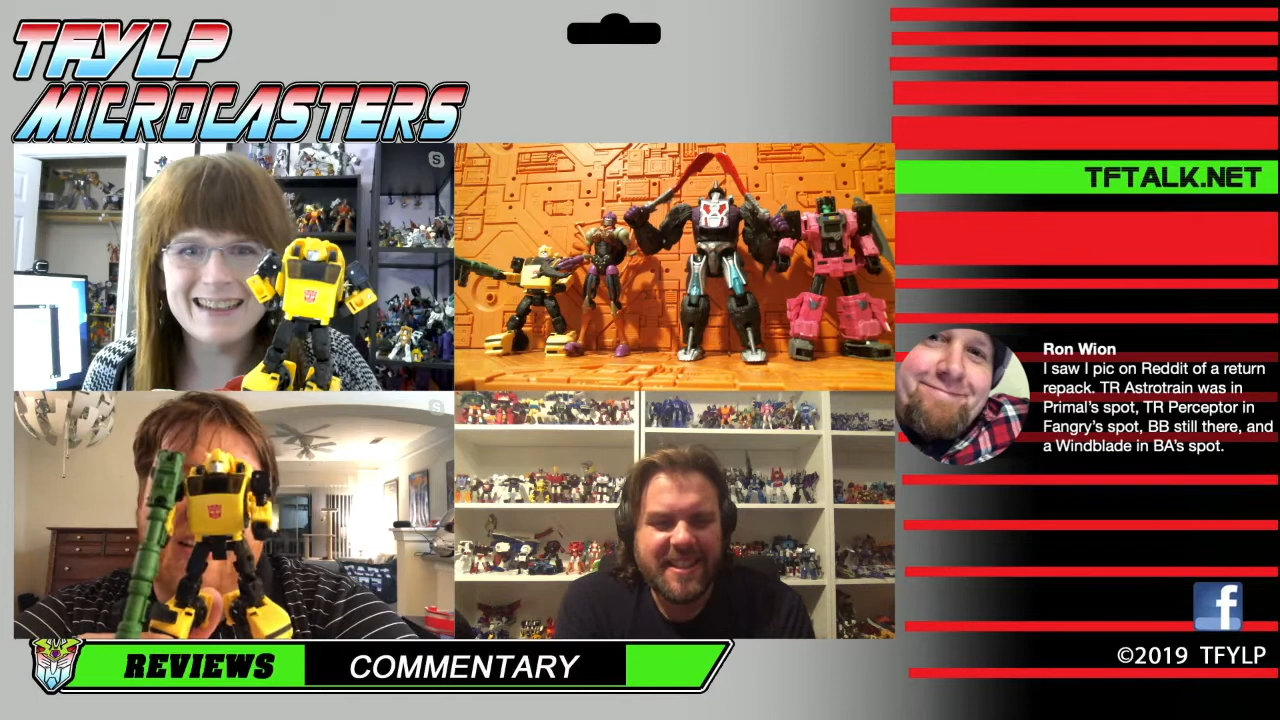 TFYLP
MICROCASTERS
TFTALK.NET
Ron Wion
I saw I pic on Reddit of a return
repack. TR Astrotrain was in
Primal's spot, TR Perceptor in
Fangry's spot, BB still there, and
a Windblade in BA's spot.
f
REVIEWS
COMMENTARY
©2019 TFYLP